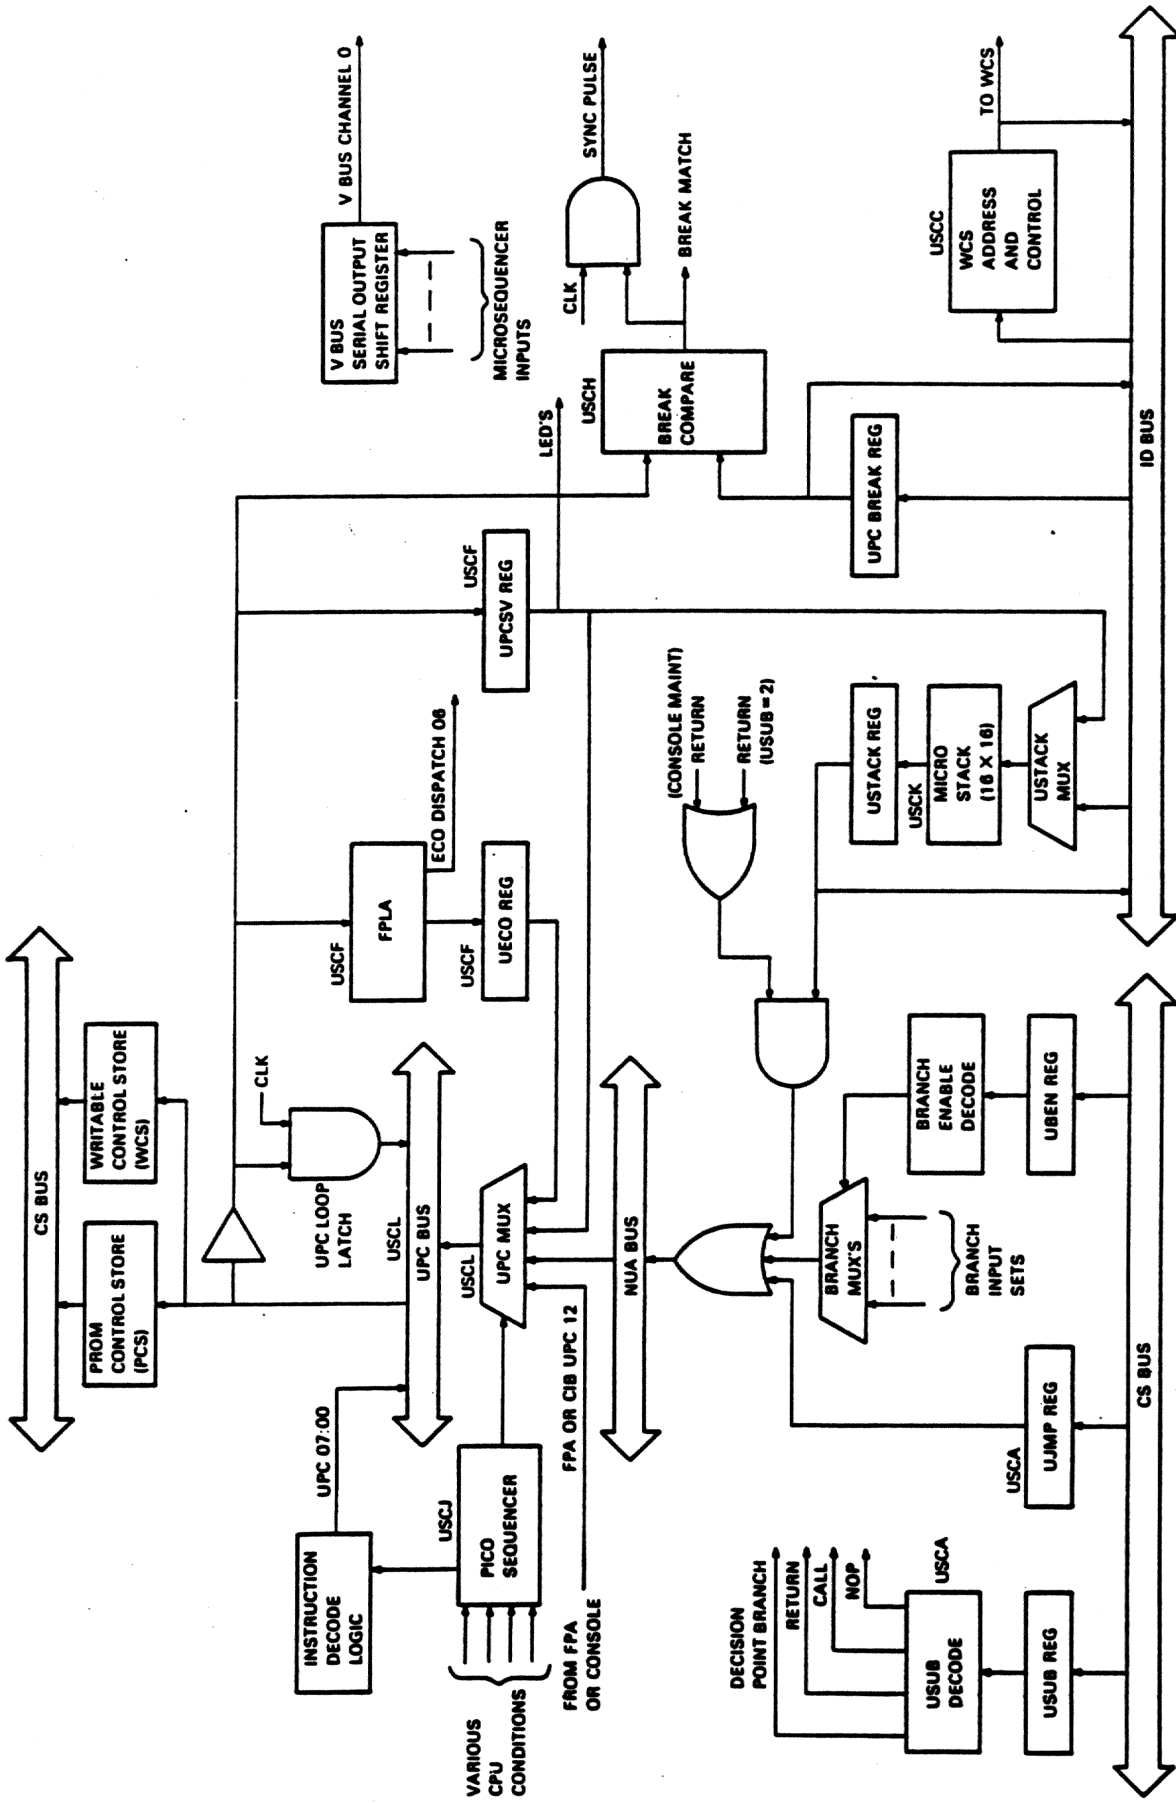 CS BUS
PROM
CONTROL STORE
(PCS)
WRITABLE
CONTROL STORE
(WCS)
V BUS
SERIAL OUTPUT
SHIFT REGISTER
V BUS CHANNEL 0
MICROSEQUENCER
INPUTS
INSTRUCTION
DECODE
LOGIC
UPC 07:00
UPC LOOP
LATCH
CLK
USCL
UPC BUS
USCF
FPLA
ECO DISPATCH 06
LED'S
VARIOUS
CPU
CONDITIONS
USCJ
PICO
SEQUENCER
USCL
UPC MUX
USCF
UECO REG
USCF
UPCSV REG
USCH
BREAK
COMPARE
CLK
SYNC PULSE
BREAK MATCH
FROM FPA
OR CONSOLE
FPA OR CIB UPC 12
NUA BUS
(CONSOLE MAINT)
RETURN
RETURN
(USUB = 2)
DECISION
POINT BRANCH
RETURN
CALL
NOP
USCA
USUB
DECODE
USUB REG
USCA
UJMP REG
BRANCH
MUX'S
BRANCH
INPUT
SETS
BRANCH
ENABLE
DECODE
UBEN REG
USTACK REG
USCK
MICRO
STACK
(16 X 16)
USTACK
MUX
UPC BREAK REG
USCC
WCS
ADDRESS
AND
CONTROL
TO WCS
CS BUS
ID BUS